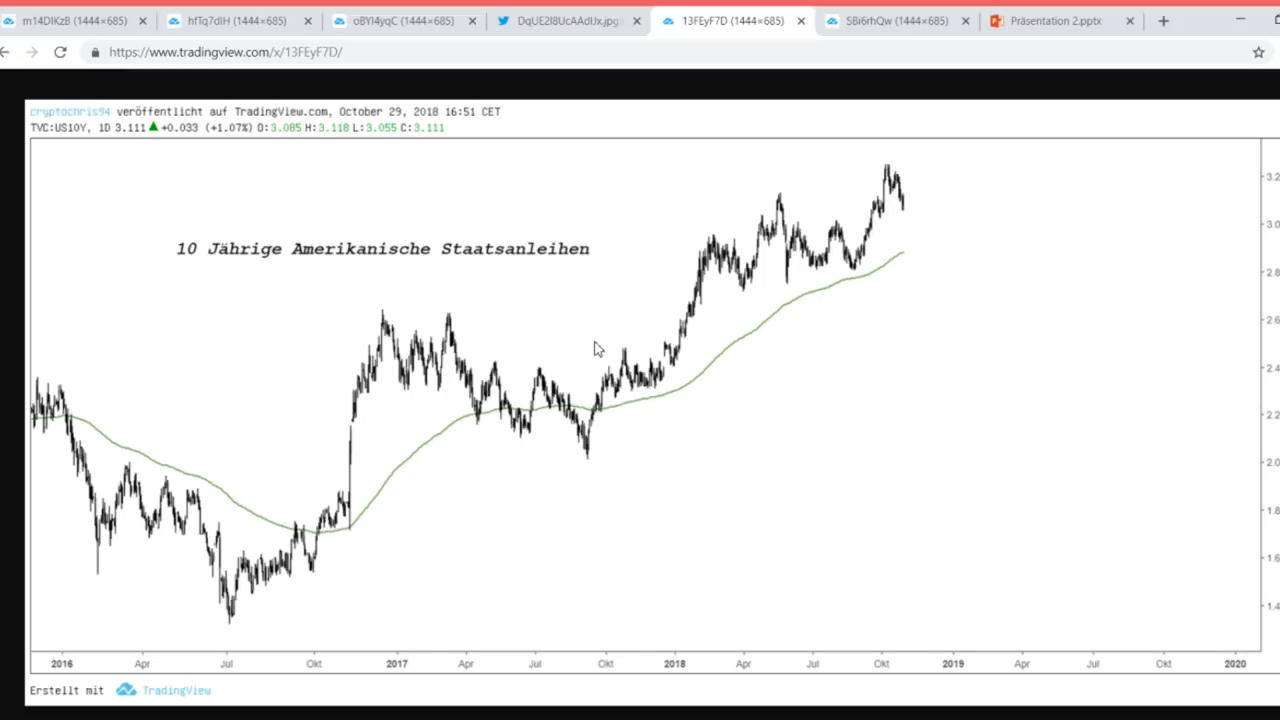 m14DIKzB (1444×685)
hfTq7dIH (1444×685)
oBYI4yqC (1444×685)
DqUE2I8UcAAdIJx.jpg
13FEyF7D (1444×685)
S8i6rhQw (1444×685)
Präsentation 2.pptx
https://www.tradingview.com/x/13FEyF7D/
cryptochris94 veröffentlicht auf TradingView.com, October 29, 2018 16:51 CET
TVC:US10Y, 1D 3.111 ▲ +0.033 (+1.07%) O:3.085 H:3.118 L:3.055 C:3.111
10 Jährige Amerikanische Staatsanleihen
3.2
3.0
2.8
2.6
2.4
2.2
2.0
1.8
1.6
1.4
2016 Apr Jul Okt 2017 Apr Jul Okt 2018 Apr Jul Okt 2019 Apr Jul Okt 2020
Erstellt mit TradingView